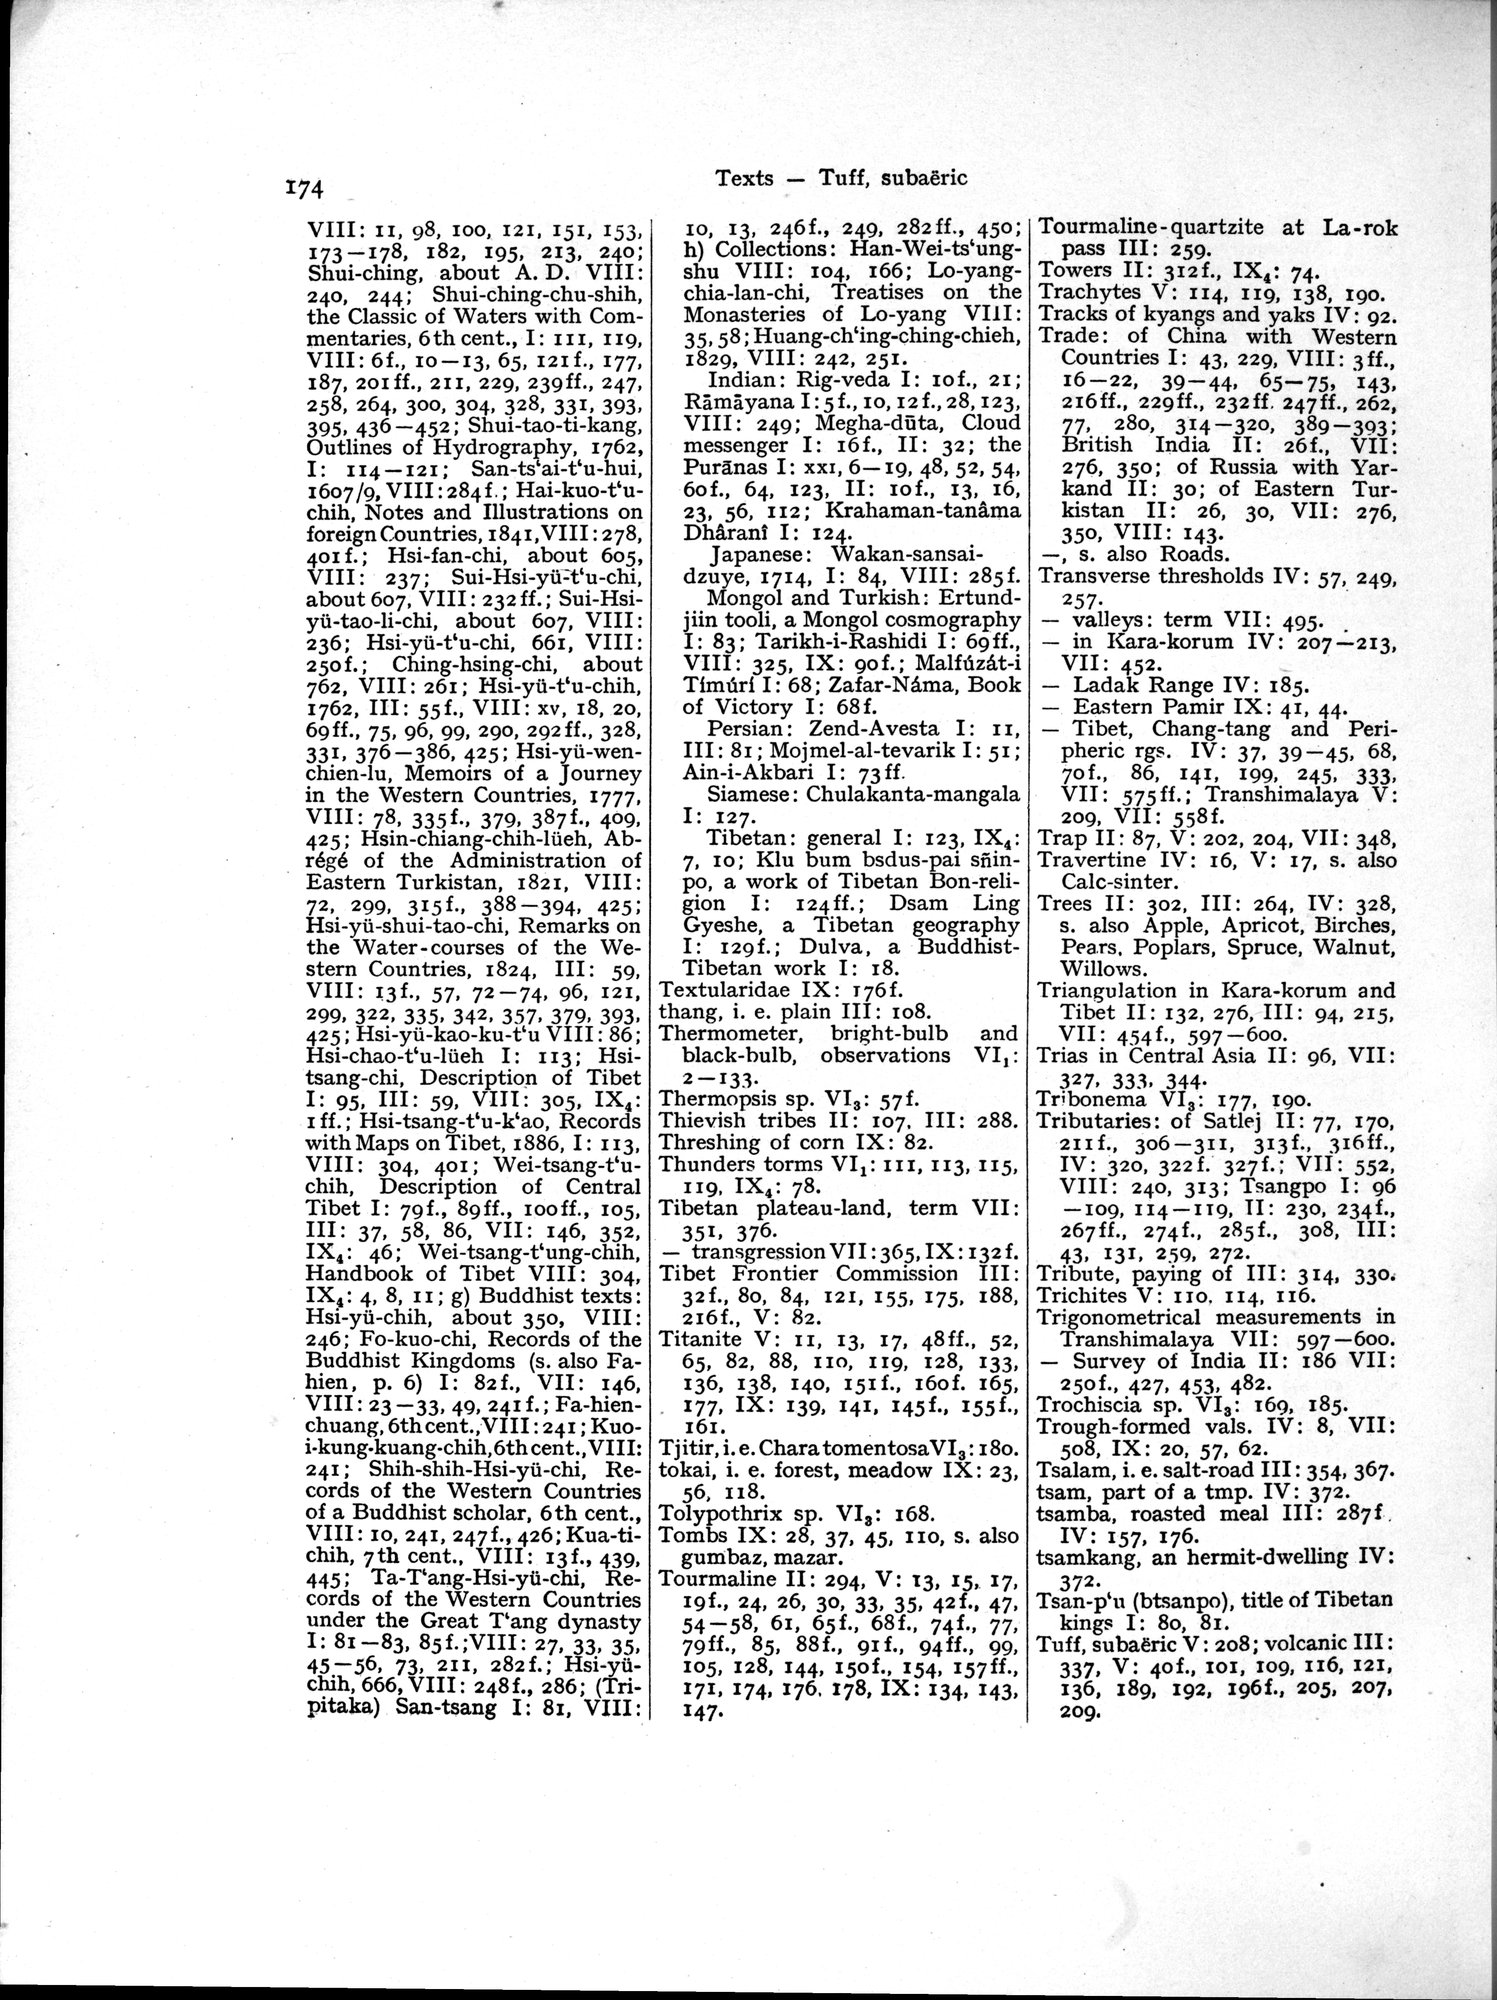 174
Texts — Tuff, subaëric
VIII: 11, 98, 100, 121, 151, 153,
173—178, 182, 195, 213, 240;
Shui-ching, about A. D. VIII:
240, 244; Shui-ching-chu-shih,
the Classic of Waters with Com-
mentaries, 6th cent., I: 111, 119,
VIII: 6f., 10—13, 65, 121f., 177,
187, 201ff., 211, 229, 239ff., 247,
258, 264, 300, 304, 328, 331, 393,
395, 436—452; Shui-tao-ti-kang,
Outlines of Hydrography, 1762,
I: 114—121; San-ts‘ai-t‘u-hui,
1607/9, VIII: 284f.; Hai-kuo-t‘u-
chih, Notes and Illustrations on
foreign Countries, 1841, VIII: 278,
401f.; Hsi-fan-chi, about 605,
VIII: 237; Sui-Hsi-yü-t‘u-chi,
about 607, VIII: 232ff.; Sui-Hsi-
yü-tao-li-chi, about 607, VIII:
236; Hsi-yü-t‘u-chi, 661, VIII:
250f.; Ching-hsing-chi, about
762, VIII: 261; Hsi-yü-t‘u-chih,
1762, III: 55f., VIII: xv, 18, 20,
69ff., 75, 96, 99, 290, 292ff., 328,
331, 376—386, 425; Hsi-yü-wen-
chien-lu, Memoirs of a Journey
in the Western Countries, 1777,
VIII: 78, 335f., 379, 387f., 409,
425; Hsin-chiang-chih-lüeh, Ab-
régé of the Administration of
Eastern Turkistan, 1821, VIII:
72, 299, 315f., 388—394, 425;
Hsi-yü-shui-tao-chi, Remarks on
the Water-courses of the We-
stern Countries, 1824, III: 59,
VIII: 13f., 57, 72—74, 96, 121,
299, 322, 335, 342, 357, 379, 393,
425; Hsi-yü-kao-ku-t‘u VIII: 86;
Hsi-chao-t‘u-lüeh I: 113; Hsi-
tsang-chi, Description of Tibet
I: 95, III: 59, VIII: 305, IX₄:
1ff.; Hsi-tsang-t‘u-k‘ao, Records
with Maps on Tibet, 1886, I: 113,
VIII: 304, 401; Wei-tsang-t‘u-
chih, Description of Central
Tibet I: 79f., 89ff., 100ff., 105,
III: 37, 58, 86, VII: 146, 352,
IX₄: 46; Wei-tsang-t‘ung-chih,
Handbook of Tibet VIII: 304,
IX₄: 4, 8, 11; g) Buddhist texts:
Hsi-yü-chih, about 350, VIII:
246; Fo-kuo-chi, Records of the
Buddhist Kingdoms (s. also Fa-
hien, p. 6) I: 82f., VII: 146,
VIII: 23—33, 49, 241f.; Fa-hien-
chuang, 6th cent., VIII: 241; Kuo-
i-kung-kuang-chih, 6th cent., VIII:
241; Shih-shih-Hsi-yü-chi, Re-
cords of the Western Countries
of a Buddhist scholar, 6th cent.,
VIII: 10, 241, 247f., 426; Kua-ti-
chih, 7th cent., VIII: 13f., 439,
445; Ta-T‘ang-Hsi-yü-chi, Re-
cords of the Western Countries
under the Great T‘ang dynasty
I: 81—83, 85f.; VIII: 27, 33, 35,
45—56, 73, 211, 282f.; Hsi-yü-
chih, 666, VIII: 248f., 286; (Tri-
pitaka) San-tsang I: 81, VIII:
10, 13, 246f., 249, 282ff., 450;
h) Collections: Han-Wei-ts‘ung-
shu VIII: 104, 166; Lo-yang-
chia-lan-chi, Treatises on the
Monasteries of Lo-yang VIII:
35, 58; Huang-ch‘ing-ching-chieh,
1829, VIII: 242, 251.
Indian: Rig-veda I: 10f., 21;
Rāmāyana I: 5f., 10, 12f., 28, 123,
VIII: 249; Megha-dūta, Cloud
messenger I: 16f., II: 32; the
Purānas I: xxi, 6—19, 48, 52, 54,
60f., 64, 123, II: 10f., 13, 16,
23, 56, 112; Krahaman-tanâma
Dhâranî I: 124.
Japanese: Wakan-sansai-
dzuye, 1714, I: 84, VIII: 285f.
Mongol and Turkish: Ertund-
jiin tooli, a Mongol cosmography
I: 83; Tarikh-i-Rashidi I: 69ff.,
VIII: 325, IX: 90f.; Malfúzát-i
Tímúrí I: 68; Zafar-Náma, Book
of Victory I: 68f.
Persian: Zend-Avesta I: 11,
III: 81; Mojmel-al-tevarik I: 51;
Ain-i-Akbari I: 73ff.
Siamese: Chulakanta-mangala
I: 127.
Tibetan: general I: 123, IX₄:
7, 10; Klu bum bsdus-pai sñin-
po, a work of Tibetan Bon-reli-
gion I: 124ff.; Dsam Ling
Gyeshe, a Tibetan geography
I: 129f.; Dulva, a Buddhist-
Tibetan work I: 18.
Textularidae IX: 176f.
thang, i. e. plain III: 108.
Thermometer, bright-bulb and
black-bulb, observations VI₁:
2—133.
Thermopsis sp. VI₃: 57f.
Thievish tribes II: 107, III: 288.
Threshing of corn IX: 82.
Thunders torms VI₁: 111, 113, 115,
119, IX₄: 78.
Tibetan plateau-land, term VII:
351, 376.
— transgression VII: 365, IX: 132f.
Tibet Frontier Commission III:
32f., 80, 84, 121, 155, 175, 188,
216f., V: 82.
Titanite V: 11, 13, 17, 48ff., 52,
65, 82, 88, 110, 119, 128, 133,
136, 138, 140, 151f., 160f. 165,
177, IX: 139, 141, 145f., 155f.,
161.
Tjitir, i. e. Chara tomentosa VI₃: 180.
tokai, i. e. forest, meadow IX: 23,
56, 118.
Tolypothrix sp. VI₃: 168.
Tombs IX: 28, 37, 45, 110, s. also
gumbaz, mazar.
Tourmaline II: 294, V: 13, 15, 17,
19f., 24, 26, 30, 33, 35, 42f., 47,
54—58, 61, 65f., 68f., 74f., 77,
79ff., 85, 88f., 91f., 94ff., 99,
105, 128, 144, 150f., 154, 157ff.,
171, 174, 176, 178, IX: 134, 143,
147.
Tourmaline-quartzite at La-rok
pass III: 259.
Towers II: 312f., IX₄: 74.
Trachytes V: 114, 119, 138, 190.
Tracks of kyangs and yaks IV: 92.
Trade: of China with Western
Countries I: 43, 229, VIII: 3ff.,
16—22, 39—44, 65—75, 143,
216ff., 229ff., 232ff. 247ff., 262,
77, 280, 314—320, 389—393;
British India II: 26f., VII:
276, 350; of Russia with Yar-
kand II: 30; of Eastern Tur-
kistan II: 26, 30, VII: 276,
350, VIII: 143.
—, s. also Roads.
Transverse thresholds IV: 57, 249,
257.
— valleys: term VII: 495.
— in Kara-korum IV: 207—213,
VII: 452.
— Ladak Range IV: 185.
— Eastern Pamir IX: 41, 44.
— Tibet, Chang-tang and Peri-
pheric rgs. IV: 37, 39—45, 68,
70f., 86, 141, 199, 245, 333,
VII: 575ff.; Transhimalaya V:
209, VII: 558f.
Trap II: 87, V: 202, 204, VII: 348,
Travertine IV: 16, V: 17, s. also
Calc-sinter.
Trees II: 302, III: 264, IV: 328,
s. also Apple, Apricot, Birches,
Pears, Poplars, Spruce, Walnut,
Willows.
Triangulation in Kara-korum and
Tibet II: 132, 276, III: 94, 215,
VII: 454f., 597—600.
Trias in Central Asia II: 96, VII:
327, 333, 344.
Tribonema VI₃: 177, 190.
Tributaries: of Satlej II: 77, 170,
211f., 306—311, 313f., 316ff.,
IV: 320, 322f. 327f.; VII: 552,
VIII: 240, 313; Tsangpo I: 96
—109, 114—119, II: 230, 234f.,
267ff., 274f., 285f., 308, III:
43, 131, 259, 272.
Tribute, paying of III: 314, 330.
Trichites V: 110, 114, 116.
Trigonometrical measurements in
Transhimalaya VII: 597—600.
— Survey of India II: 186 VII:
250f., 427, 453, 482.
Trochiscia sp. VI₃: 169, 185.
Trough-formed vals. IV: 8, VII:
508, IX: 20, 57, 62.
Tsalam, i. e. salt-road III: 354, 367.
tsam, part of a tmp. IV: 372.
tsamba, roasted meal III: 287f.
IV: 157, 176.
tsamkang, an hermit-dwelling IV:
372.
Tsan-p‘u (btsanpo), title of Tibetan
kings I: 80, 81.
Tuff, subaëric V: 208; volcanic III:
337, V: 40f., 101, 109, 116, 121,
136, 189, 192, 196f., 205, 207,
209.